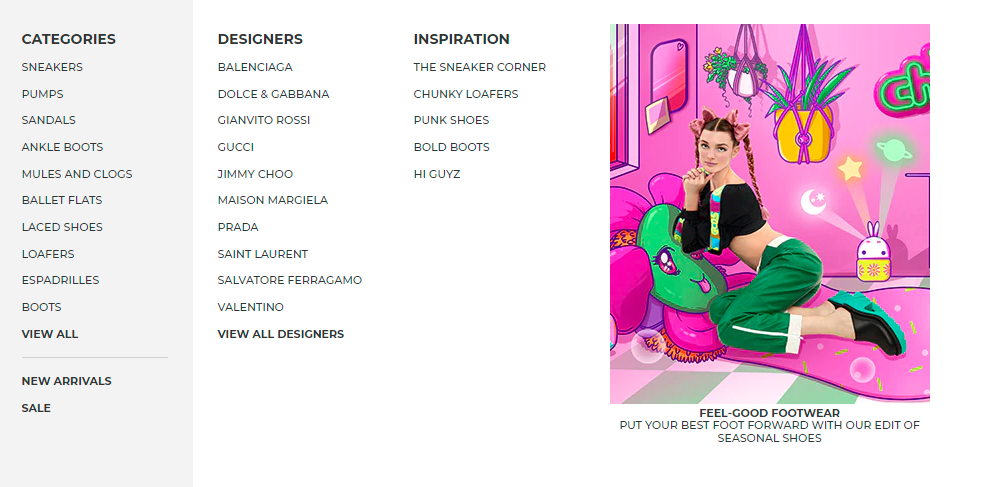 CATEGORIES
SNEAKERS
PUMPS
SANDALS
ANKLE BOOTS
MULES AND CLOGS
BALLET FLATS
LACED SHOES
LOAFERS
ESPADRILLES
BOOTS
VIEW ALL
NEW ARRIVALS
SALE
DESIGNERS
BALENCIAGA
DOLCE & GABBANA
GIANVITO ROSSI
GUCCI
JIMMY CHOO
MAISON MARGIELA
PRADA
SAINT LAURENT
SALVATORE FERRAGAMO
VALENTINO
VIEW ALL DESIGNERS
INSPIRATION
THE SNEAKER CORNER
CHUNKY LOAFERS
PUNK SHOES
BOLD BOOTS
HI GUYZ
FEEL-GOOD FOOTWEAR
PUT YOUR BEST FOOT FORWARD WITH OUR EDIT OF
SEASONAL SHOES